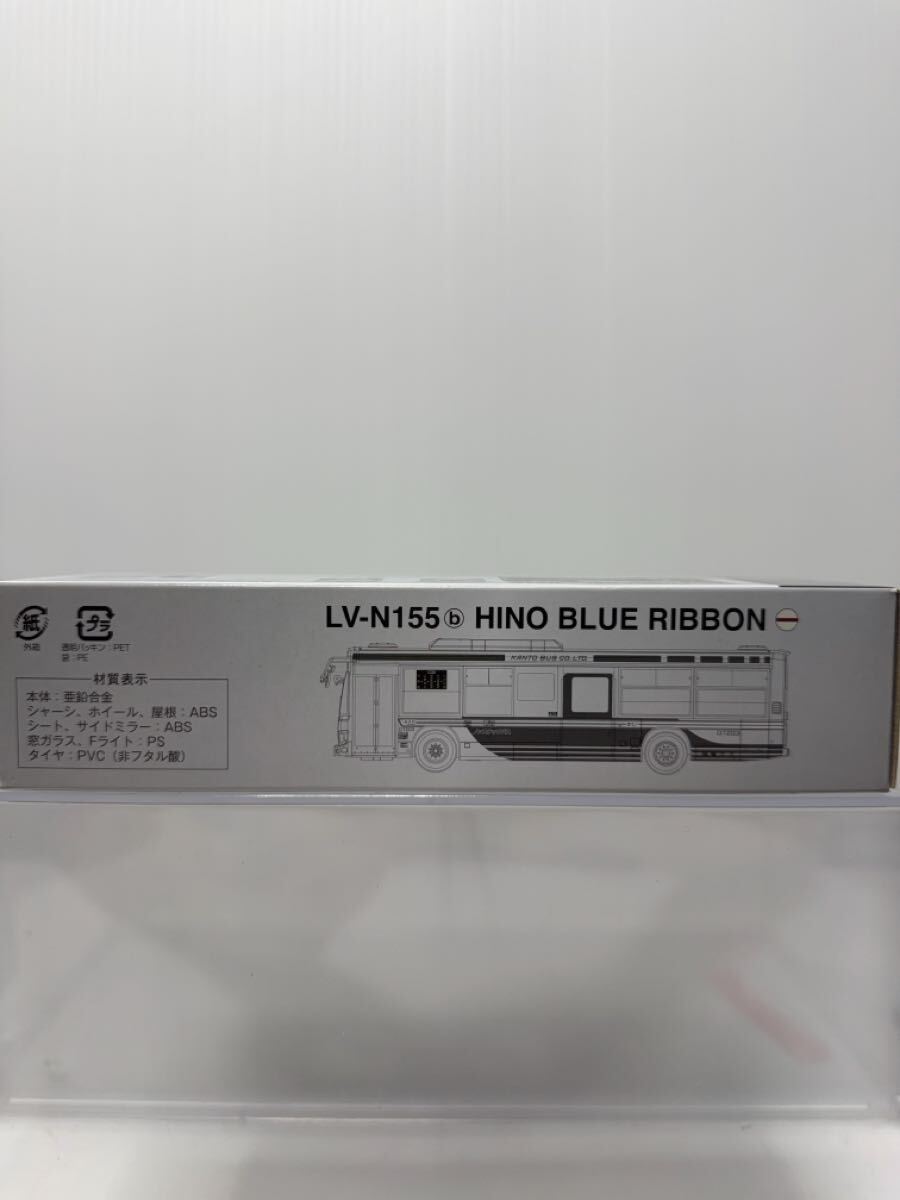 LV-N155ⓑ HINO BLUE RIBBON
紙
プラ
外箱
透明パッキン：PET
袋：PE
材質表示
本体：亜鉛合金
シャーシ、ホイール、屋根：ABS
シート、サイドミラー：ABS
窓ガラス、Fライト：PS
タイヤ：PVC（非フタル酸）
KANTO BUS CO.,LTD.